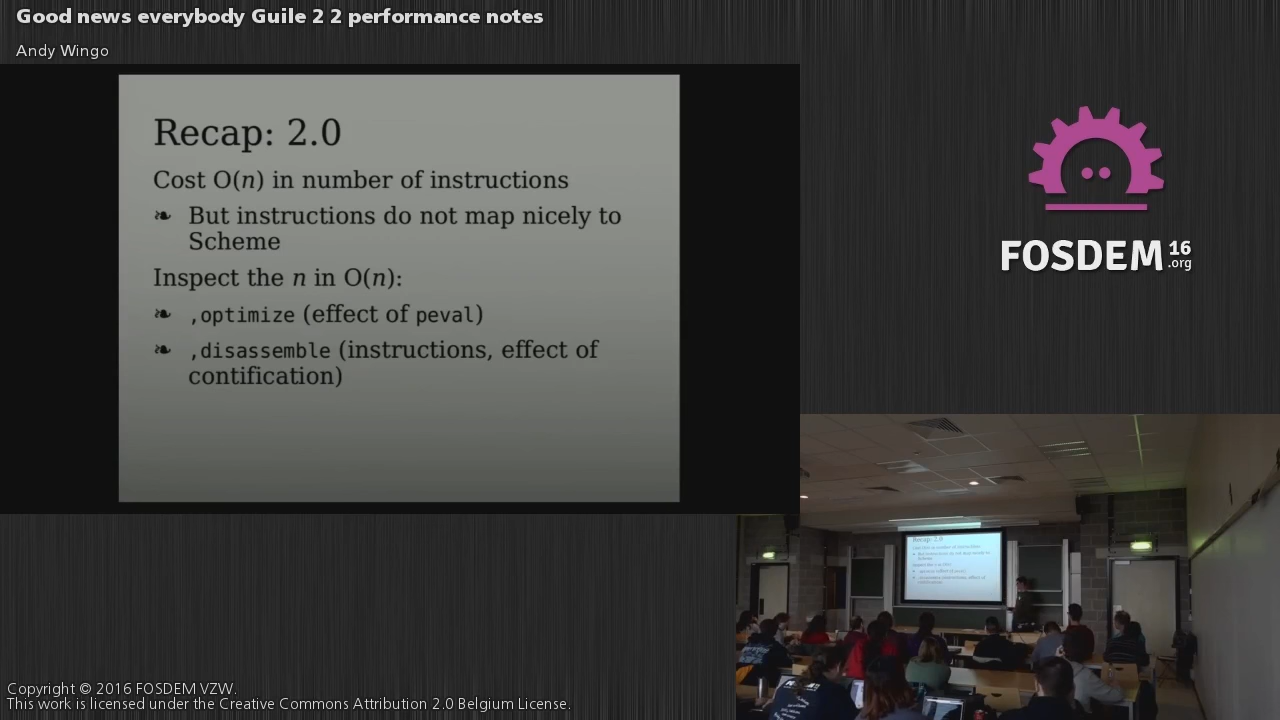 Good news everybody Guile 2 2 performance notes
Andy Wingo
Recap: 2.0
Cost O(n) in number of instructions
❧ But instructions do not map nicely to
Scheme
Inspect the n in O(n):
❧ ,optimize (effect of peval)
❧ ,disassemble (instructions, effect of
contification)
FOSDEM 16
.org
Recap: 2.0
Copyright © 2016 FOSDEM VZW.
This work is licensed under the Creative Commons Attribution 2.0 Belgium License.